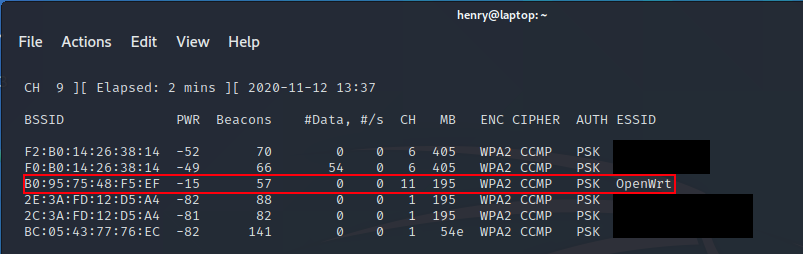 henry@laptop: ~
File Actions Edit View Help
CH 9 ][ Elapsed: 2 mins ][ 2020-11-12 13:37
BSSID PWR Beacons #Data, #/s CH MB ENC CIPHER AUTH ESSID
F2:B0:14:26:38:14 -52 70 0 0 6 405 WPA2 CCMP PSK
F0:B0:14:26:38:14 -49 66 54 0 6 405 WPA2 CCMP PSK
B0:95:75:48:F5:EF -15 57 0 0 11 195 WPA2 CCMP PSK OpenWrt
2E:3A:FD:12:D5:A4 -82 88 0 0 1 195 WPA2 CCMP PSK
2C:3A:FD:12:D5:A4 -81 82 0 0 1 195 WPA2 CCMP PSK
BC:05:43:77:76:EC -82 141 0 0 1 54e WPA2 CCMP PSK